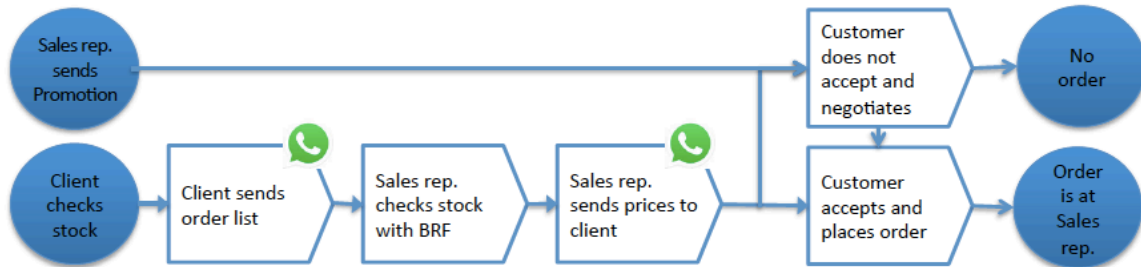 Sales rep.
sends
Promotion
Customer
does not
accept and
negotiates
No
order
Client
checks
stock
Client sends
order list
Sales rep.
checks stock
with BRF
Sales rep.
sends prices to
client
Customer
accepts and
places order
Order
is at
Sales
rep.